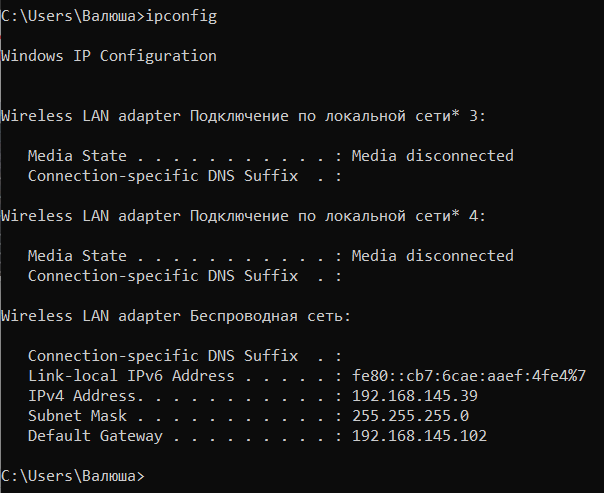 C:\Users\Валюша>ipconfig
Windows IP Configuration
Wireless LAN adapter Подключение по локальной сети* 3:
Media State . . . . . . . . . . . : Media disconnected
Connection-specific DNS Suffix  . :
Wireless LAN adapter Подключение по локальной сети* 4:
Media State . . . . . . . . . . . : Media disconnected
Connection-specific DNS Suffix  . :
Wireless LAN adapter Беспроводная сеть:
Connection-specific DNS Suffix  . :
Link-local IPv6 Address . . . . . : fe80::cb7:6cae:aaef:4fe4%7
IPv4 Address. . . . . . . . . . . : 192.168.145.39
Subnet Mask . . . . . . . . . . . : 255.255.255.0
Default Gateway . . . . . . . . . : 192.168.145.102
C:\Users\Валюша>